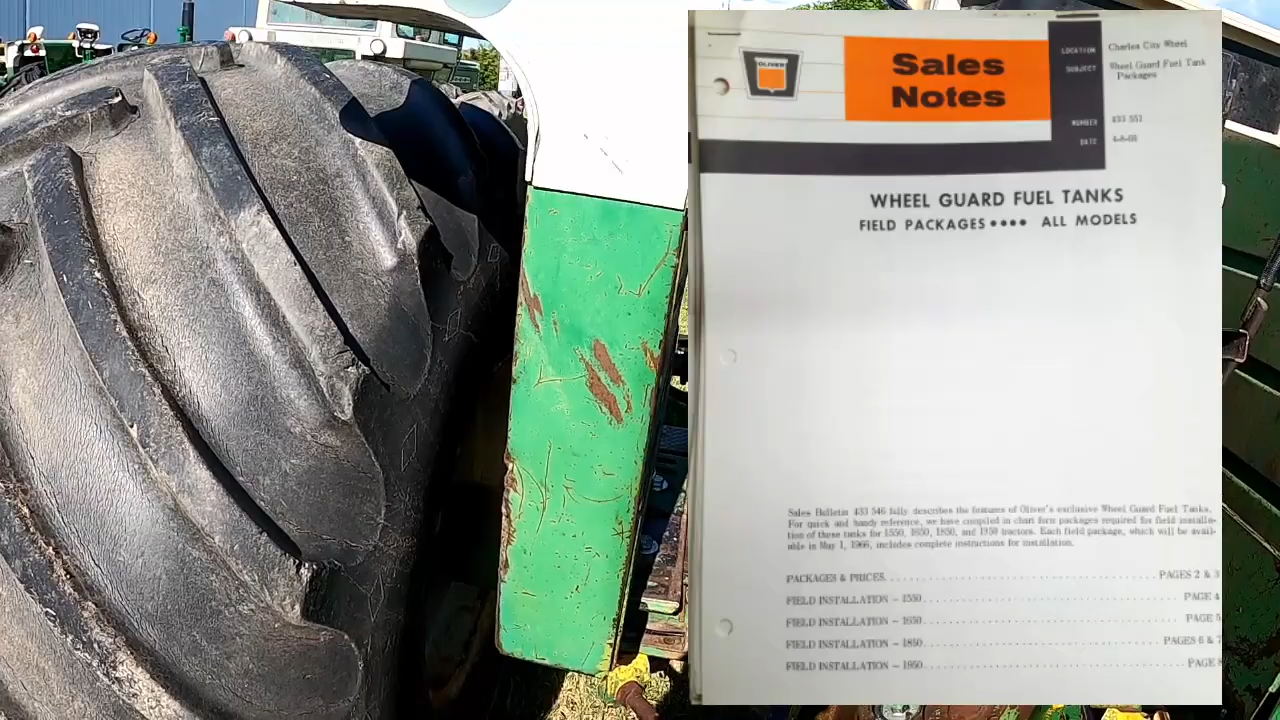 OLIVER
Sales
Notes
LOCATION Charles City Wheel
SUBJECT Wheel Guard Fuel Tank
Packages
NUMBER 433 551
DATE
WHEEL GUARD FUEL TANKS
FIELD PACKAGES •••• ALL MODELS
Sales Bulletin 433 546 fully describes the features of Oliver's exclusive Wheel Guard Fuel Tanks.
For quick and handy reference, we have compiled in chart form packages required for field installa-
tion of these tanks for 1550, 1650, 1850, and 1950 tractors. Each field package, which will be avail-
able in May 1, 1966, includes complete instructions for installation.
PACKAGES & PRICES. . . . . . . . . . . . . . . . . . . . . . . . . . . . . . . . . . . . . . . . PAGES 2 & 3
FIELD INSTALLATION - 1550. . . . . . . . . . . . . . . . . . . . . . . . . . . . . . . . . . . . . . . . PAGE 4
FIELD INSTALLATION - 1650. . . . . . . . . . . . . . . . . . . . . . . . . . . . . . . . . . . . . . . . PAGE 5
FIELD INSTALLATION - 1850. . . . . . . . . . . . . . . . . . . . . . . . . . . . . . . . . . . . . . . . PAGES 6 & 7
FIELD INSTALLATION - 1950. . . . . . . . . . . . . . . . . . . . . . . . . . . . . . . . . . . . . . . . PAGE 8